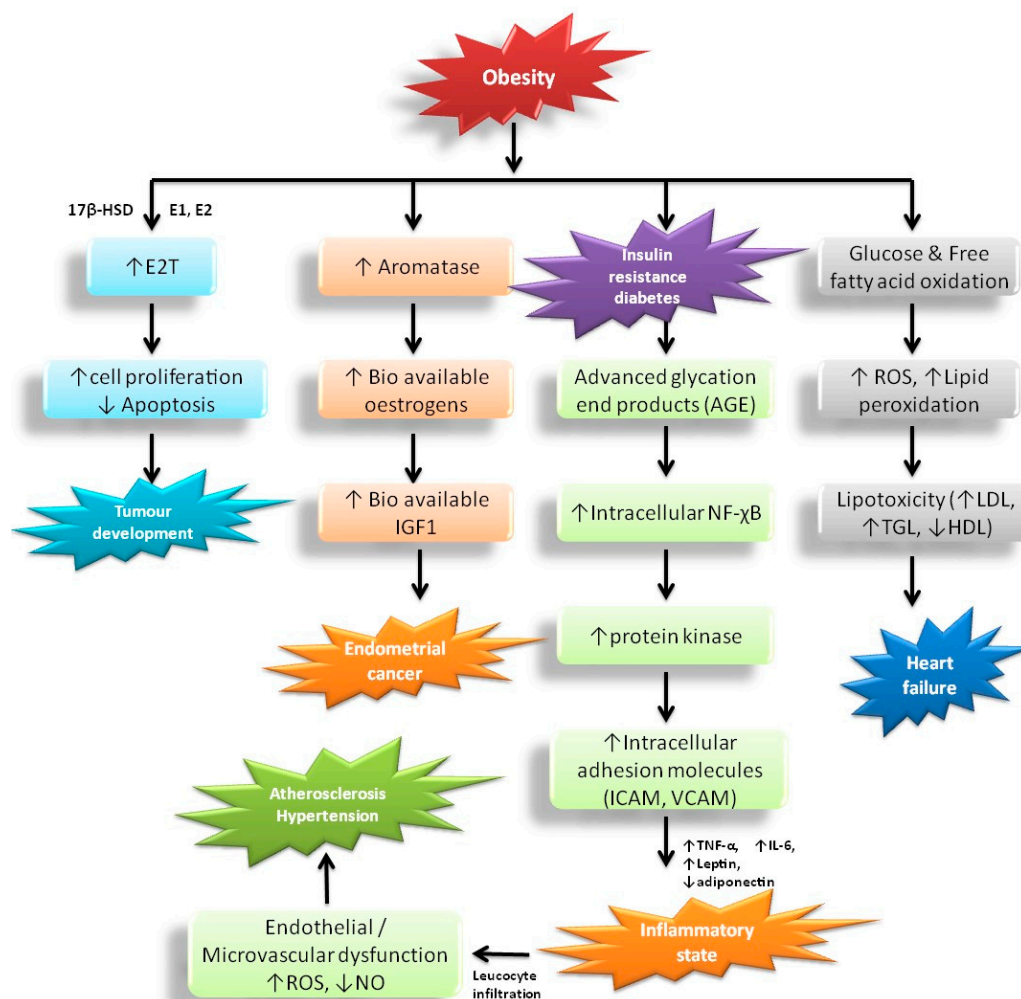 Obesity
17β-HSD
E1, E2
↑E2T
↑cell proliferation
↓ Apoptosis
Tumour
development
↑ Aromatase
↑ Bio available
oestrogens
↑ Bio available
IGF1
Endometrial
cancer
Insulin
resistance
diabetes
Advanced glycation
end products (AGE)
↑Intracellular NF-χB
↑protein kinase
↑Intracellular
adhesion molecules
(ICAM, VCAM)
↑TNF-α, ↑IL-6,
↑Leptin,
↓adiponectin
Inflammatory
state
Leucocyte
infiltration
Endothelial /
Microvascular dysfunction
↑ROS, ↓NO
Atherosclerosis
Hypertension
Glucose & Free
fatty acid oxidation
↑ ROS, ↑Lipid
peroxidation
Lipotoxicity (↑LDL,
↑TGL, ↓HDL)
Heart
failure